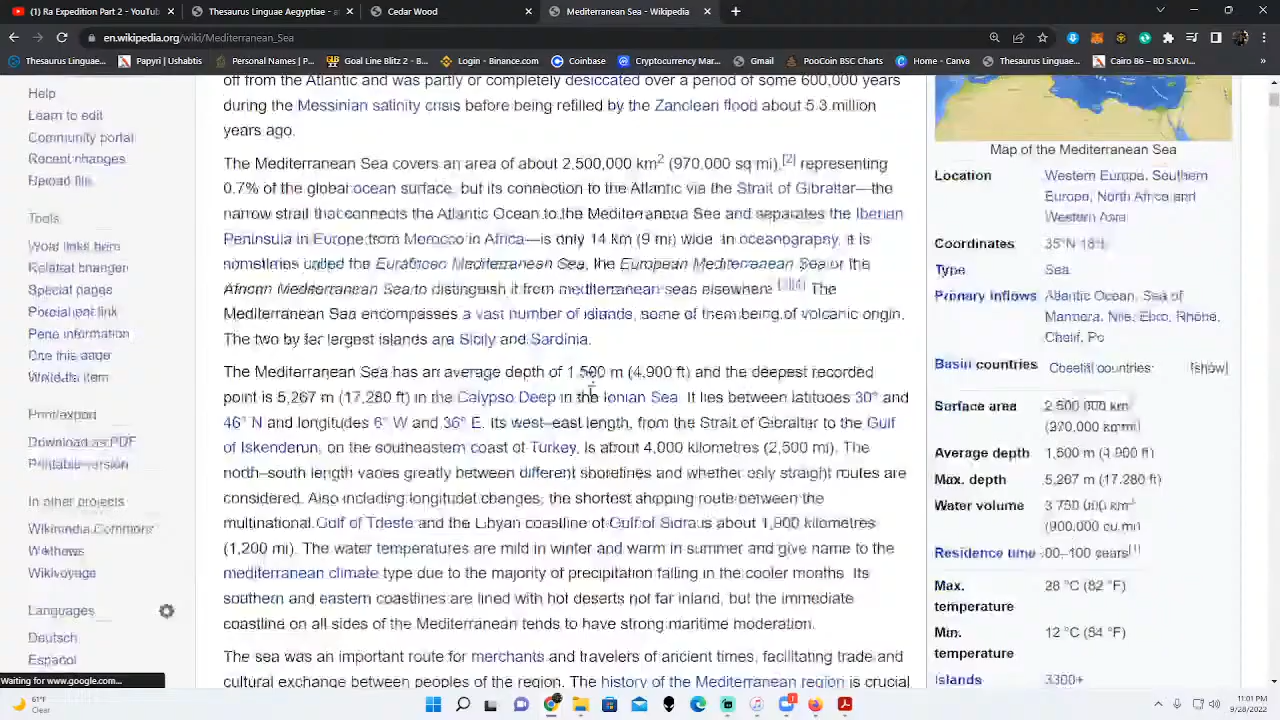 (1) Ra Expedition Part 2 - YouTub
Thesaurus Linguae Aegyptiae -
Cedar Wood
Mediterranean Sea - Wikipedia
en.wikipedia.org/wiki/Mediterranean_Sea
Thesaurus Lingue...
Papyri | Ushabtis
Personal Names | P...
Goal Line Blitz 2 - B...
Login - Binance.com
Coinbase
Cryptocurrency Mar...
Gmail
PooCoin BSC Charts
Home - Canva
Thesaurus Lingue...
off from the Atlantic and was partly or completely desiccated over a period of some 600,000 years
during the Messinian salinity crisis before being refilled by the Zanclean flood about 5.3 million
years ago.
The Mediterranean Sea covers an area of about 2,500,000 km2 (970,000 sq mi),[2] representing
0.7% of the global ocean surface, but its connection to the Atlantic via the Strait of Gibraltar—the
narrow strait that connects the Atlantic Ocean to the Mediterranean Sea and separates the Iberian
Peninsula in Europe from Morocco in Africa—is only 14 km (9 mi) wide. In oceanography, it is
sometimes called the Eurafrican Mediterranean Sea, the European Mediterranean Sea or the
African Mediterranean Sea to distinguish it from mediterranean seas elsewhere. The
Mediterranean Sea encompasses a vast number of islands, some of them being of volcanic origin.
The two by far largest islands are Sicily and Sardinia.
The Mediterranean Sea has an average depth of 1,500 m (4,900 ft) and the deepest recorded
point is 5,267 m (17,280 ft) in the Calypso Deep in the Ionian Sea. It lies between latitudes 30° and
46° N and longitudes 6° W and 36° E. Its west–east length, from the Strait of Gibraltar to the Gulf
of Iskenderun, on the southeastern coast of Turkey, is about 4,000 kilometres (2,500 mi). The
north–south length varies greatly between different shorelines and whether only straight routes are
considered. Also including longitudinal changes, the shortest shipping route between the
multinational Gulf of Trieste and the Libyan coastline of Gulf of Sidra is about 1,900 kilometres
(1,200 mi). The water temperatures are mild in winter and warm in summer and give name to the
mediterranean climate type due to the majority of precipitation falling in the cooler months. Its
southern and eastern coastlines are lined with hot deserts not far inland, but the immediate
coastline on all sides of the Mediterranean tends to have strong maritime moderation.
The sea was an important route for merchants and travelers of ancient times, facilitating trade and
cultural exchange between peoples of the region. The history of the Mediterranean region is crucial
Help
Learn to edit
Community portal
Recent changes
Upload file
Tools
What links here
Related changes
Special pages
Permanent link
Page information
Cite this page
Wikidata item
Print/export
Download as PDF
Printable version
In other projects
Wikimedia Commons
Wikinews
Wikivoyage
Languages
Deutsch
Español
Map of the Mediterranean Sea
Location Western Europe, Southern
Europe, North Africa and
Western Asia
Coordinates 35°N 18°E
Type Sea
Primary inflows Atlantic Ocean, Sea of
Marmara, Nile, Ebro, Rhône,
Chelif, Po
Basin countries Coastal countries: [show]
Surface area 2,500,000 km
(970,000 sq mi)
Average depth 1,500 m (4,900 ft)
Max. depth 5,267 m (17,280 ft)
Water volume 3,750,000 km
(900,000 cu mi)
Residence time 80–100 years[1]
Max.
temperature 28 °C (82 °F)
Min.
temperature 12 °C (54 °F)
Islands 3300+
Waiting for www.google.com...
Clear
11:01 PM
9/28/2022